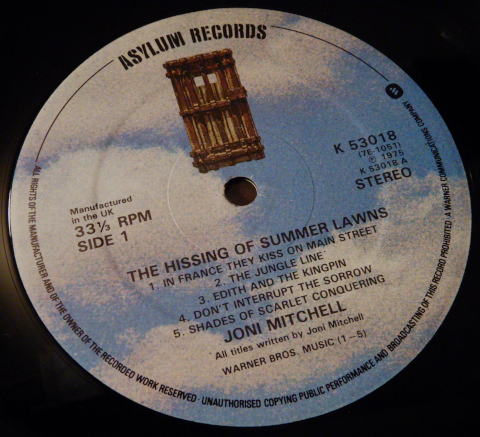 ASYLUM RECORDS
K 53018
(7E-1051)
℗ 1975
K 53018 A
STEREO
Manufactured
in the UK
33⅓ RPM
SIDE 1
THE HISSING OF SUMMER LAWNS
1. IN FRANCE THEY KISS ON MAIN STREET
2. THE JUNGLE LINE
3. EDITH AND THE KINGPIN
4. DON'T INTERRUPT THE SORROW
5. SHADES OF SCARLET CONQUERING
JONI MITCHELL
All titles written by Joni Mitchell
WARNER BROS. MUSIC (1-5)
ALL RIGHTS OF THE MANUFACTURER AND OF THE OWNER OF THE RECORDED WORK RESERVED · UNAUTHORISED COPYING PUBLIC PERFORMANCE AND BROADCASTING OF THIS RECORD PROHIBITED · A WARNER COMMUNICATIONS COMPANY